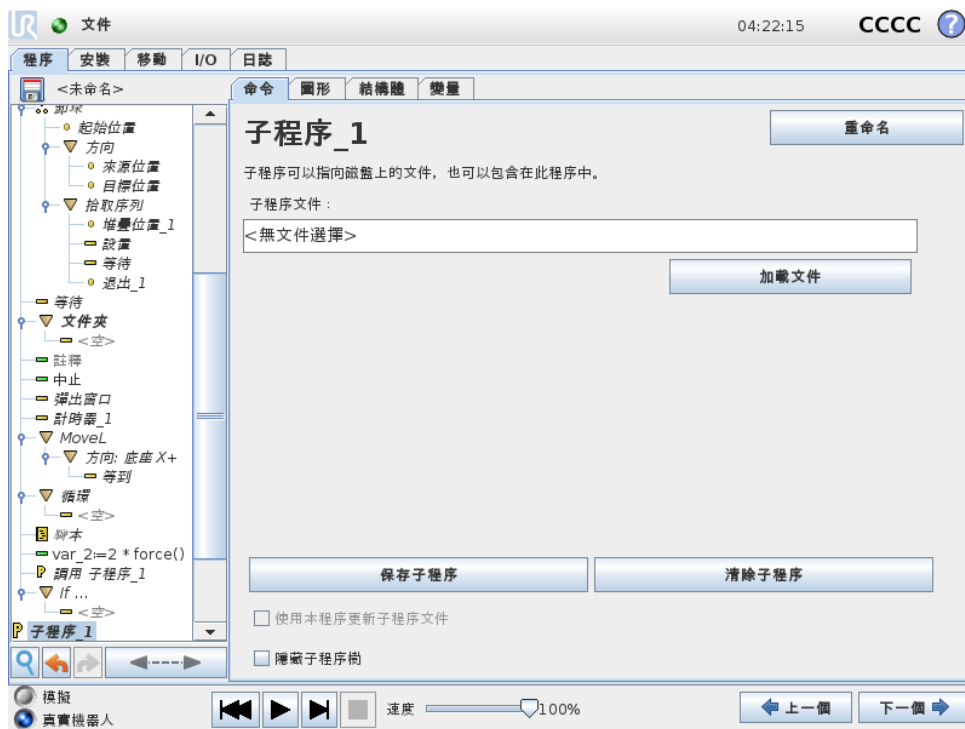 UR 文件 04:22:15 CCCC ?
程序 安裝 移動 I/O 日誌
<未命名>
命令 圖形 結構體 變量
卸垛
起始位置
方向
來源位置
目標位置
拾取序列
堆疊位置_1
設置
等待
退出_1
等待
文件夾
<空>
註釋
中止
彈出窗口
計時器_1
MoveL
方向: 底座 X+
等到
循環
<空>
腳本
var_2:=2 * force()
P 調用 子程序_1
If ...
<空>
P 子程序_1
子程序_1
重命名
子程序可以指向磁盤上的文件，也可以包含在此程序中。
子程序文件：
<無文件選擇>
加載文件
保存子程序 清除子程序
使用本程序更新子程序文件
隱藏子程序樹
模擬
真實機器人
速度 100%
上一個 下一個